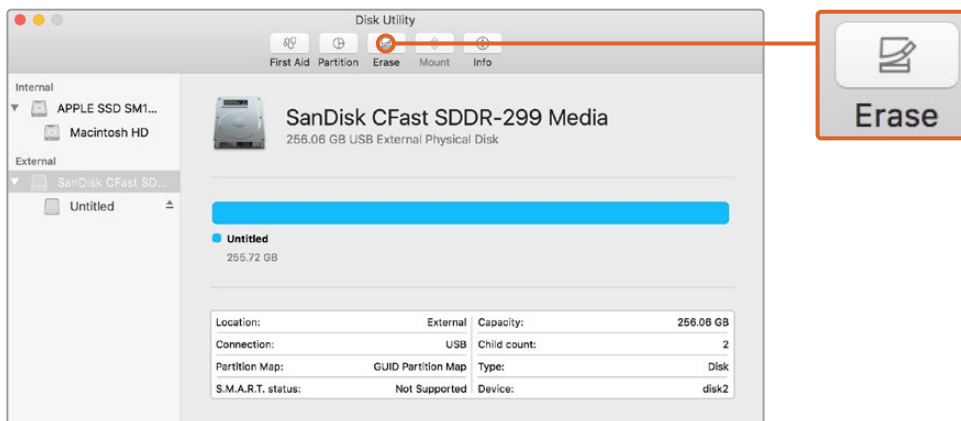 Disk Utility
First Aid Partition Erase Mount Info
Erase
Internal
APPLE SSD SM1...
Macintosh HD
External
SanDisk CFast SD...
Untitled
SanDisk CFast SDDR-299 Media
256.06 GB USB External Physical Disk
Untitled
255.72 GB
Location: External Capacity: 256.06 GB
Connection: USB Child count: 2
Partition Map: GUID Partition Map Type: Disk
S.M.A.R.T. status: Not Supported Device: disk2